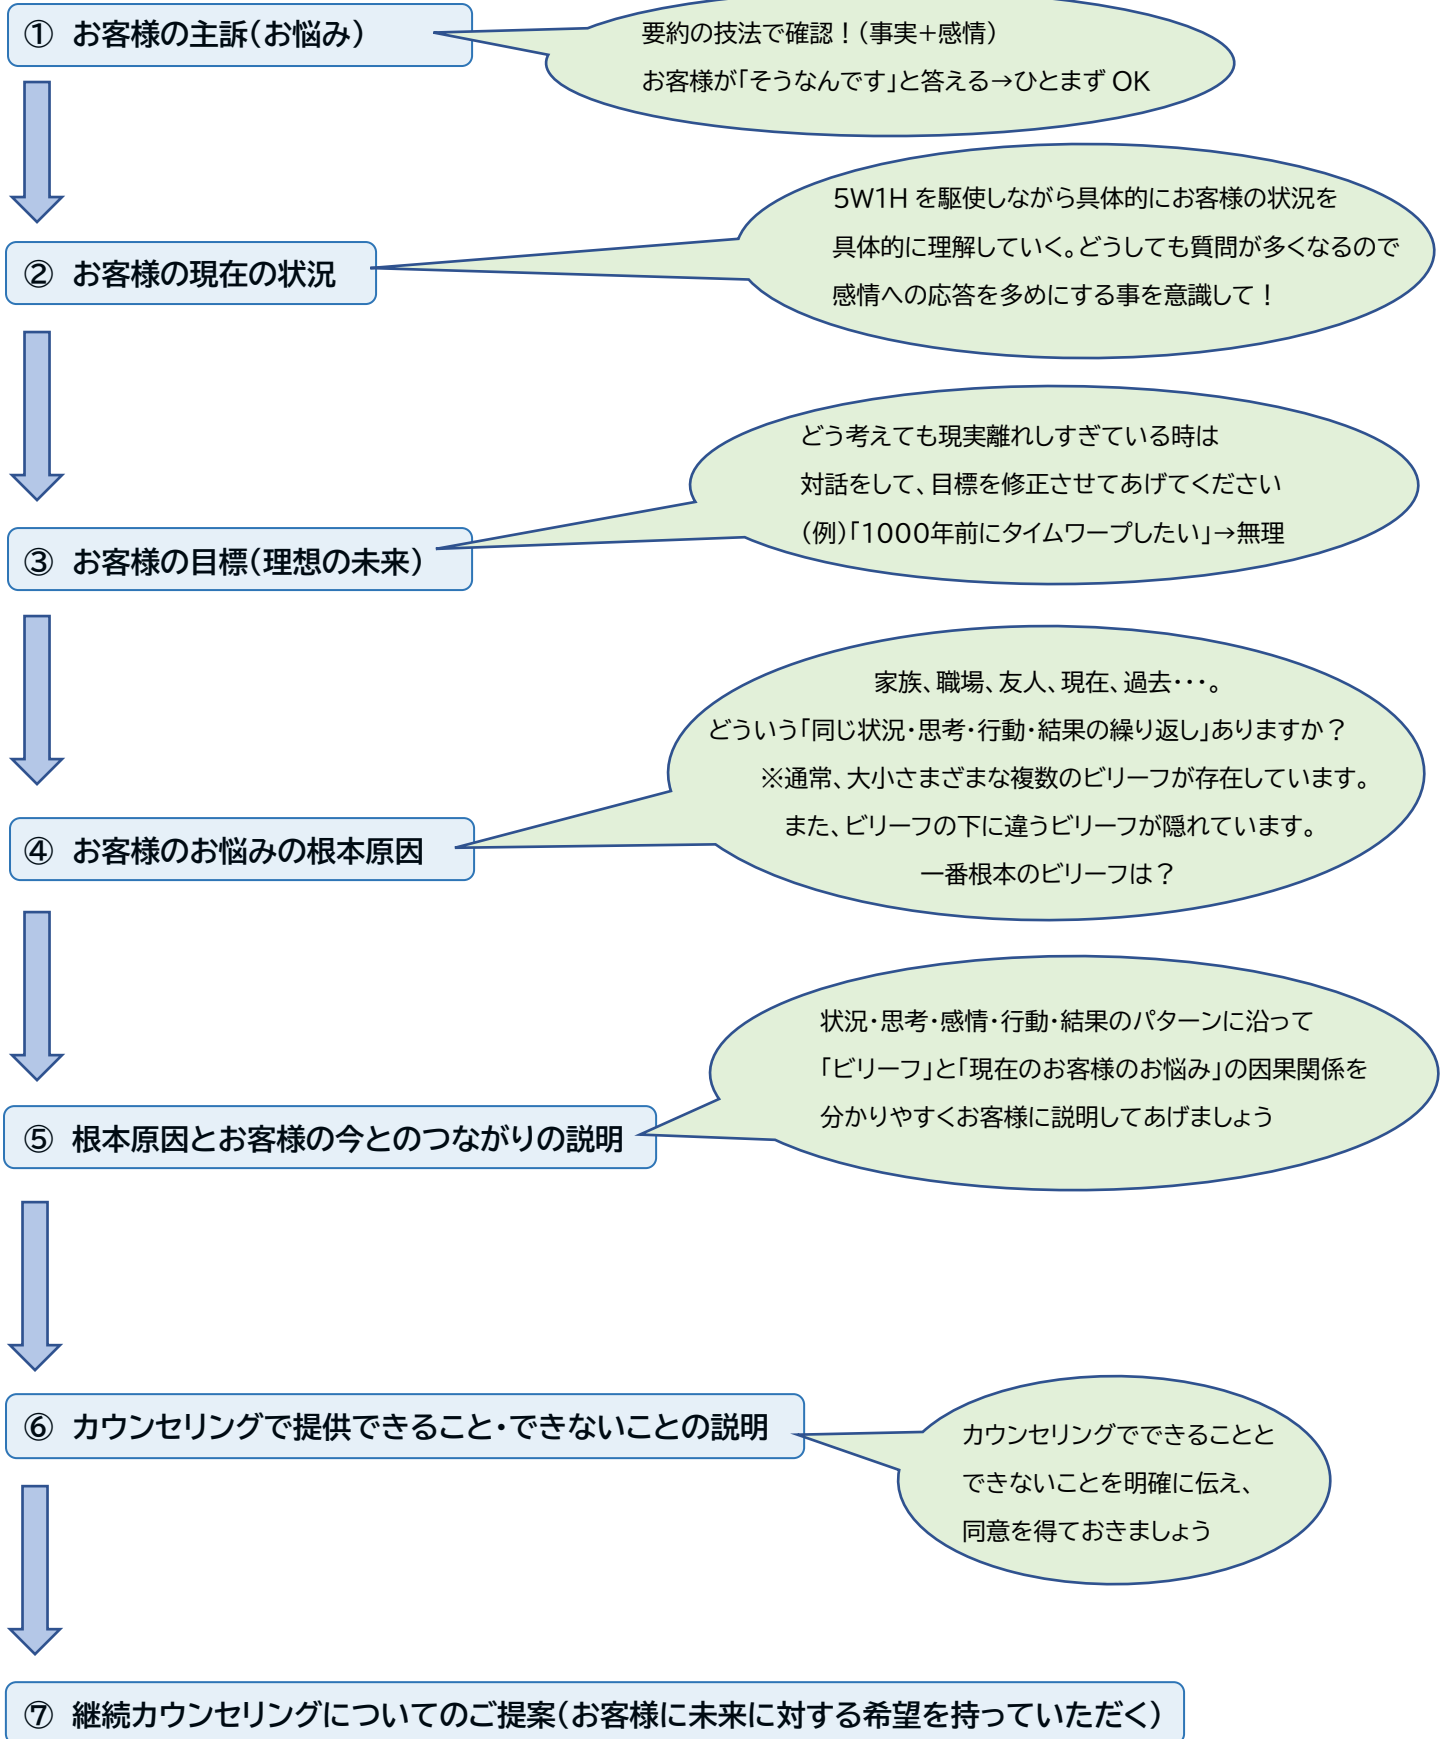 ① お客様の主訴（お悩み）
要約の技法で確認！（事実＋感情）
お客様が「そうなんです」と答える→ひとまず OK
② お客様の現在の状況
5W1H を駆使しながら具体的にお客様の状況を
具体的に理解していく。どうしても質問が多くなるので
感情への応答を多めにする事を意識して！
③ お客様の目標（理想の未来）
どう考えても現実離れしすぎている時は
対話をして、目標を修正させてあげてください
（例）「1000年前にタイムワープしたい」→無理
④ お客様のお悩みの根本原因
家族、職場、友人、現在、過去・・・。
どういう「同じ状況・思考・行動・結果の繰り返し」ありますか？
※通常、大小さまざまな複数のビリーフが存在しています。
また、ビリーフの下に違うビリーフが隠れています。
一番根本のビリーフは？
⑤ 根本原因とお客様の今とのつながりの説明
状況・思考・感情・行動・結果のパターンに沿って
「ビリーフ」と「現在のお客様のお悩み」の因果関係を
分かりやすくお客様に説明してあげましょう
⑥ カウンセリングで提供できること・できないことの説明
カウンセリングでできることと
できないことを明確に伝え、
同意を得ておきましょう
⑦ 継続カウンセリングについてのご提案（お客様に未来に対する希望を持っていただく）